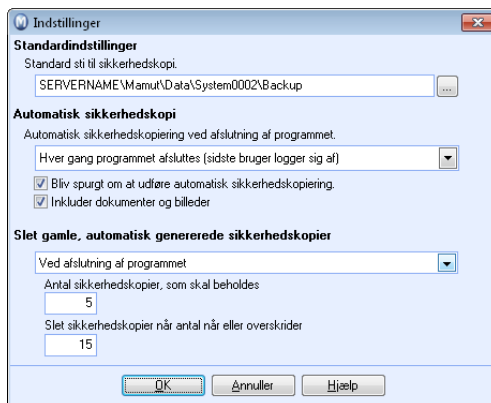 Indstillinger
Standardindstillinger
Standard sti til sikkerhedskopi.
SERVERNAME\Mamut\Data\System0002\Backup
...
Automatisk sikkerhedskopi
Automatisk sikkerhedskopiering ved afslutning af programmet.
Hver gang programmet afsluttes (sidste bruger logger sig af)
Bliv spurgt om at udføre automatisk sikkerhedskopiering.
Inkluder dokumenter og billeder
Slet gamle, automatisk genererede sikkerhedskopier
Ved afslutning af programmet
Antal sikkerhedskopier, som skal beholdes
5
Slet sikkerhedskopier når antal når eller overskrider
15
OK Annuller Hjælp